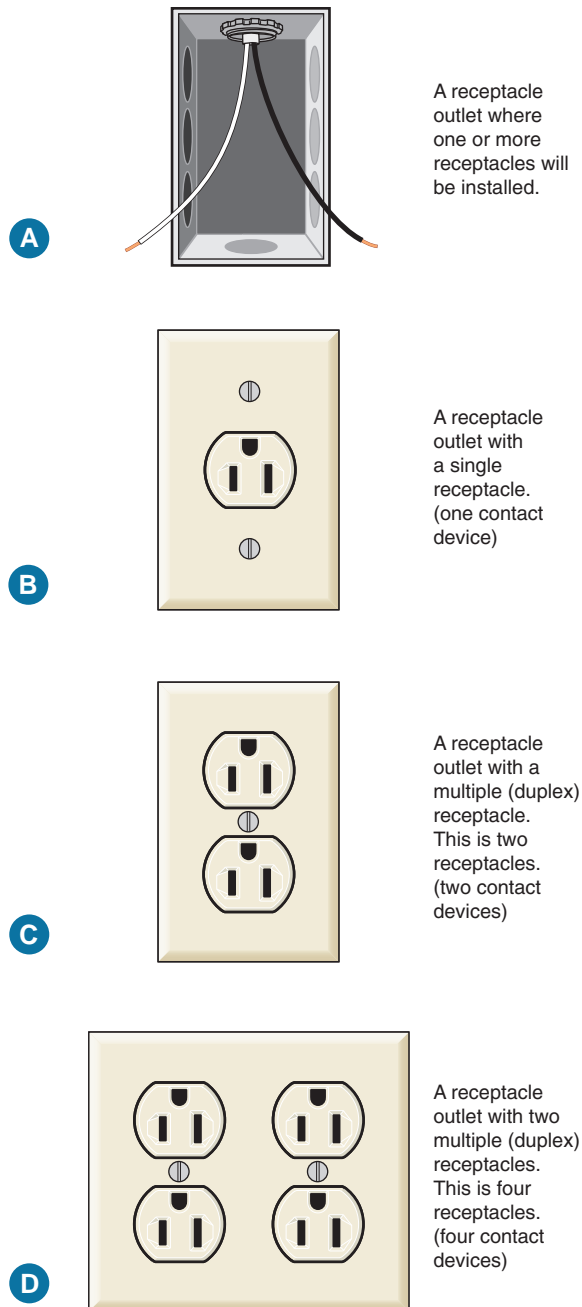 A receptacle
outlet where
one or more
receptacles will
be installed.
A
A receptacle
outlet with
a single
receptacle.
(one contact
device)
B
A receptacle
outlet with a
multiple (duplex)
receptacle.
This is two
receptacles.
(two contact
devices)
C
A receptacle
outlet with two
multiple (duplex)
receptacles.
This is four
receptacles.
(four contact
devices)
D